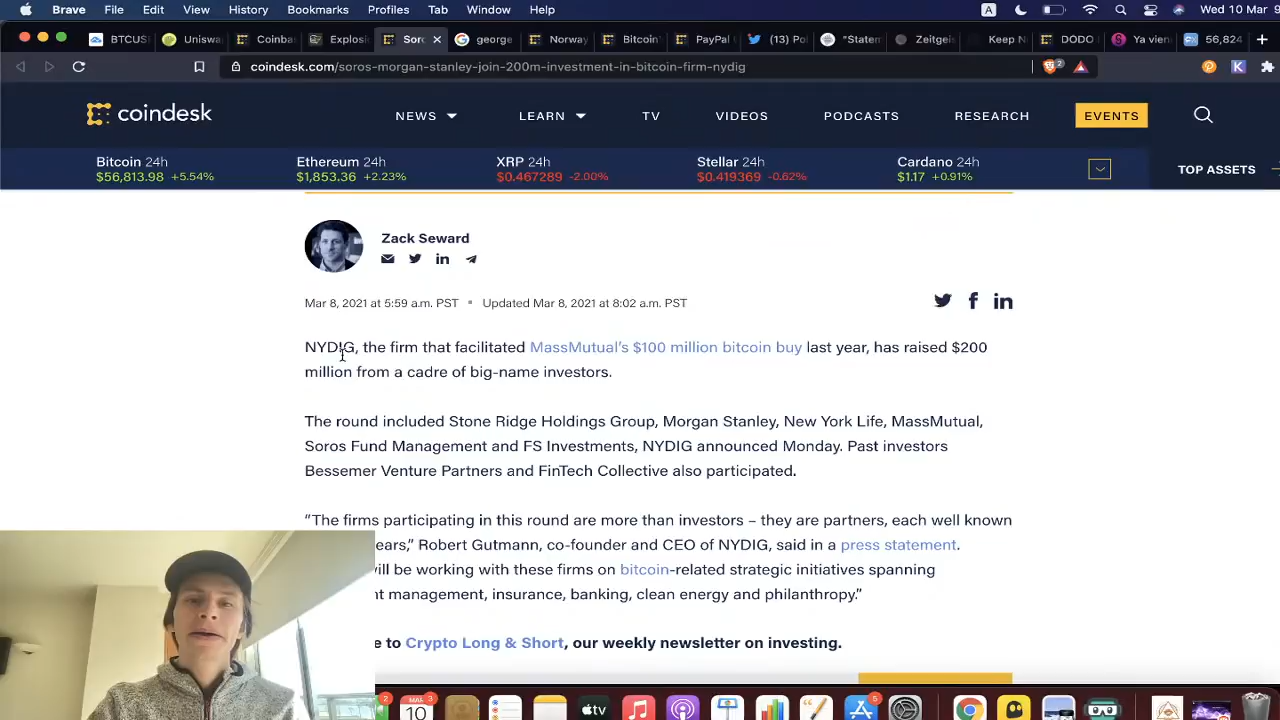 Brave File Edit View History Bookmarks Profiles Tab Window Help A Wed 10 Mar 9
BTCUS Uniswa Coinba Explosi Soro george Norway Bitcoin' PayPal (13) Po "Statem Zeitgei Keep N DODO Ya vien 56,824
coindesk.com/soros-morgan-stanley-join-200m-investment-in-bitcoin-firm-nydig 2 K
coindesk NEWS LEARN TV VIDEOS PODCASTS RESEARCH EVENTS
Bitcoin 24h Ethereum 24h XRP 24h Stellar 24h Cardano 24h
$56,813.98 +5.54% $1,853.36 +2.23% $0.467289 -2.00% $0.419369 -0.62% $1.17 +0.91% TOP ASSETS
Zack Seward
Mar 8, 2021 at 5:59 a.m. PST Updated Mar 8, 2021 at 8:02 a.m. PST
NYDIG, the firm that facilitated MassMutual's $100 million bitcoin buy last year, has raised $200
million from a cadre of big-name investors.
The round included Stone Ridge Holdings Group, Morgan Stanley, New York Life, MassMutual,
Soros Fund Management and FS Investments, NYDIG announced Monday. Past investors
Bessemer Venture Partners and FinTech Collective also participated.
"The firms participating in this round are more than investors – they are partners, each well known
ears," Robert Gutmann, co-founder and CEO of NYDIG, said in a press statement.
ill be working with these firms on bitcoin-related strategic initiatives spanning
t management, insurance, banking, clean energy and philanthropy."
e to Crypto Long & Short, our weekly newsletter on investing.
2 MAR 3 10 tv 5